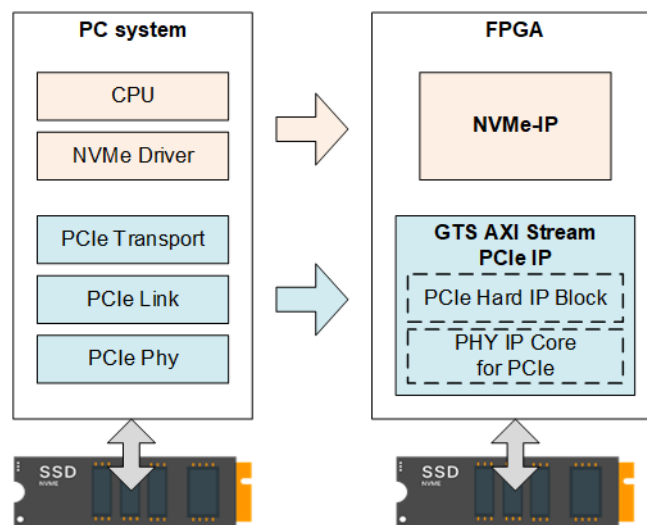 PC system
CPU
NVMe Driver
PCIe Transport
PCIe Link
PCIe Phy
SSD
NVME
FPGA
NVMe-IP
GTS AXI Stream
PCIe IP
PCIe Hard IP Block
PHY IP Core
for PCIe
SSD
NVME